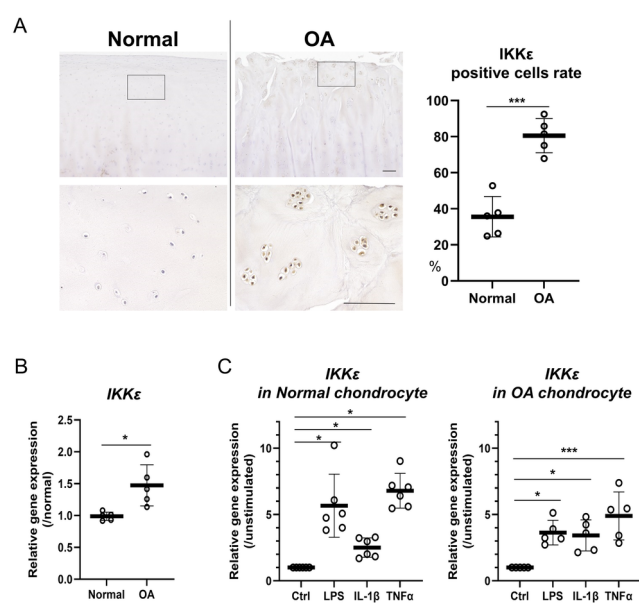 A
Normal
OA
IKKε
positive cells rate
***
100
80
60
40
20
0
%
Normal OA
B
IKKε
Relative gene expression
(/normal)
*
2.5
2.0
1.5
1.0
0.5
0.0
Normal OA
C
IKKε
in Normal chondrocyte
Relative gene expression
(/unstimulated)
*
*
*
10
5
0
Ctrl LPS IL-1β TNFα
IKKε
in OA chondrocyte
Relative gene expression
(/unstimulated)
***
*
*
10
5
0
Ctrl LPS IL-1β TNFα